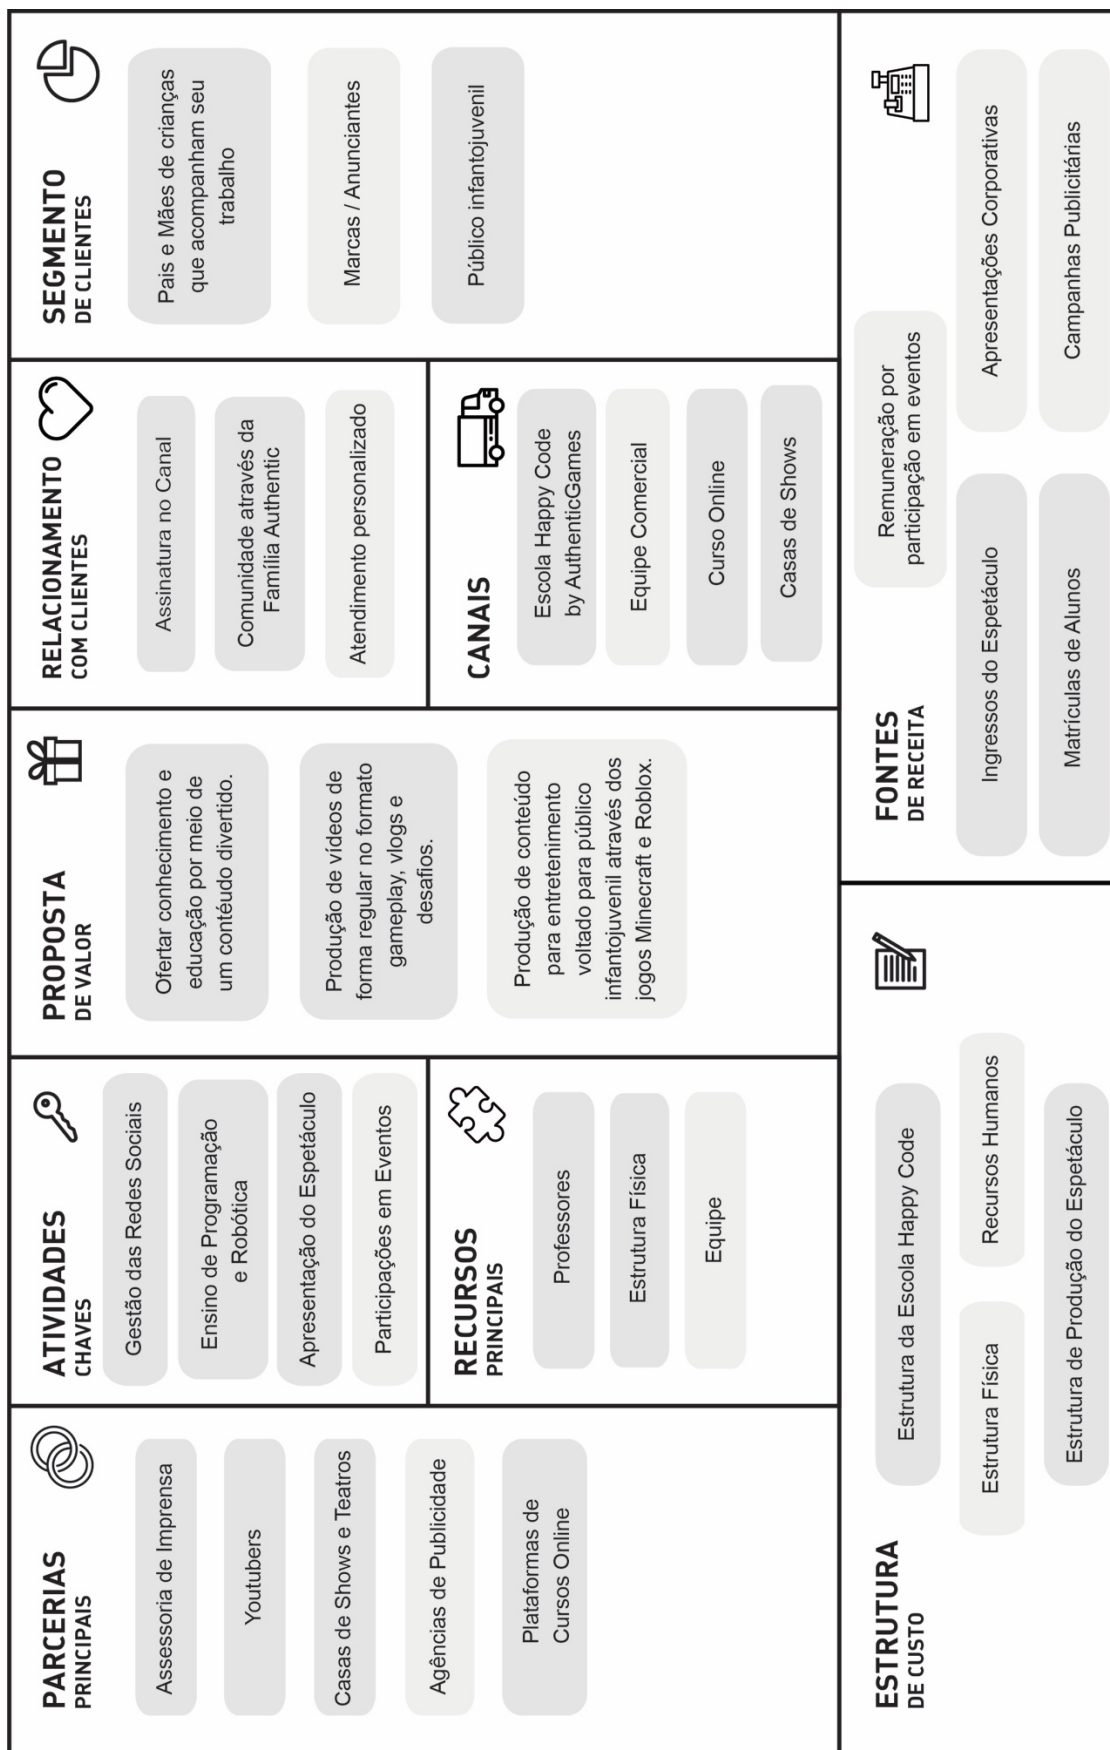 PARCERIAS
PRINCIPAIS
Assessoria de Imprensa
Youtubers
Casas de Shows e Teatros
Agências de Publicidade
Plataformas de
Cursos Online
ATIVIDADES
CHAVES
Gestão das Redes Sociais
Ensino de Programação
e Robótica
Apresentação do Espetáculo
Participações em Eventos
RECURSOS
PRINCIPAIS
Professores
Estrutura Física
Equipe
PROPOSTA
DE VALOR
Ofertar conhecimento e
educação por meio de
um contéudo divertido.
Produção de vídeos de
forma regular no formato
gameplay, vlogs e
desafios.
Produção de conteúdo
para entretenimento
voltado para público
infantojuvenil através dos
jogos Minecraft e Roblox.
RELACIONAMENTO
COM CLIENTES
Assinatura no Canal
Comunidade através da
Família Authentic
Atendimento personalizado
CANAIS
Escola Happy Code
by AuthenticGames
Equipe Comercial
Curso Online
Casas de Shows
SEGMENTO
DE CLIENTES
Pais e Mães de crianças
que acompanham seu
trabalho
Marcas / Anunciantes
Público infantojuvenil
ESTRUTURA
DE CUSTO
Estrutura da Escola Happy Code
Estrutura Física
Recursos Humanos
Estrutura de Produção do Espetáculo
FONTES
DE RECEITA
Remuneração por
participação em eventos
Ingressos do Espetáculo
Apresentações Corporativas
Matrículas de Alunos
Campanhas Publicitárias